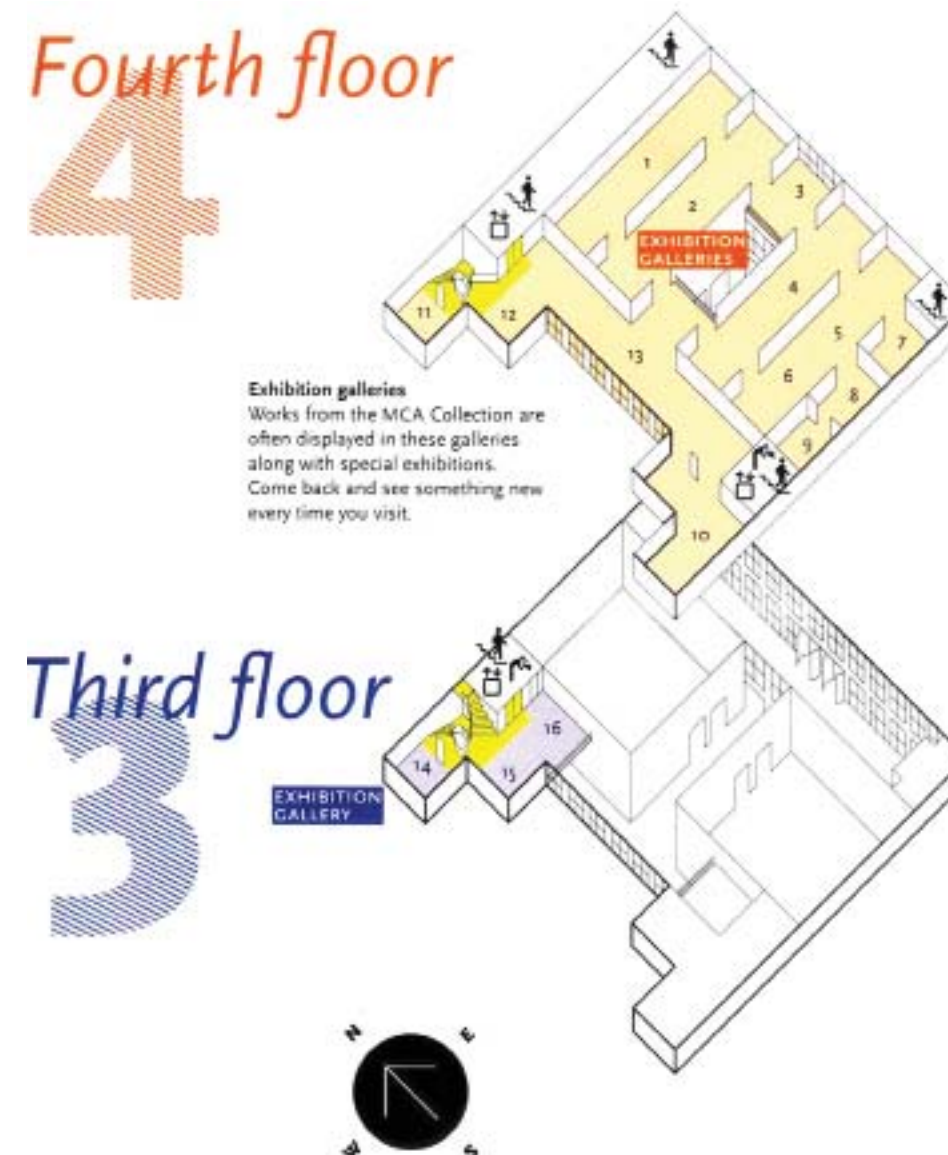 Fourth floor
4
1
2
3
EXHIBITION
GALLERIES
4
5
6
7
8
9
10
11
12
13
Exhibition galleries
Works from the MCA Collection are
often displayed in these galleries
along with special exhibitions.
Come back and see something new
every time you visit.
Third floor
3
14
15
16
EXHIBITION
GALLERY
N
E
W
S